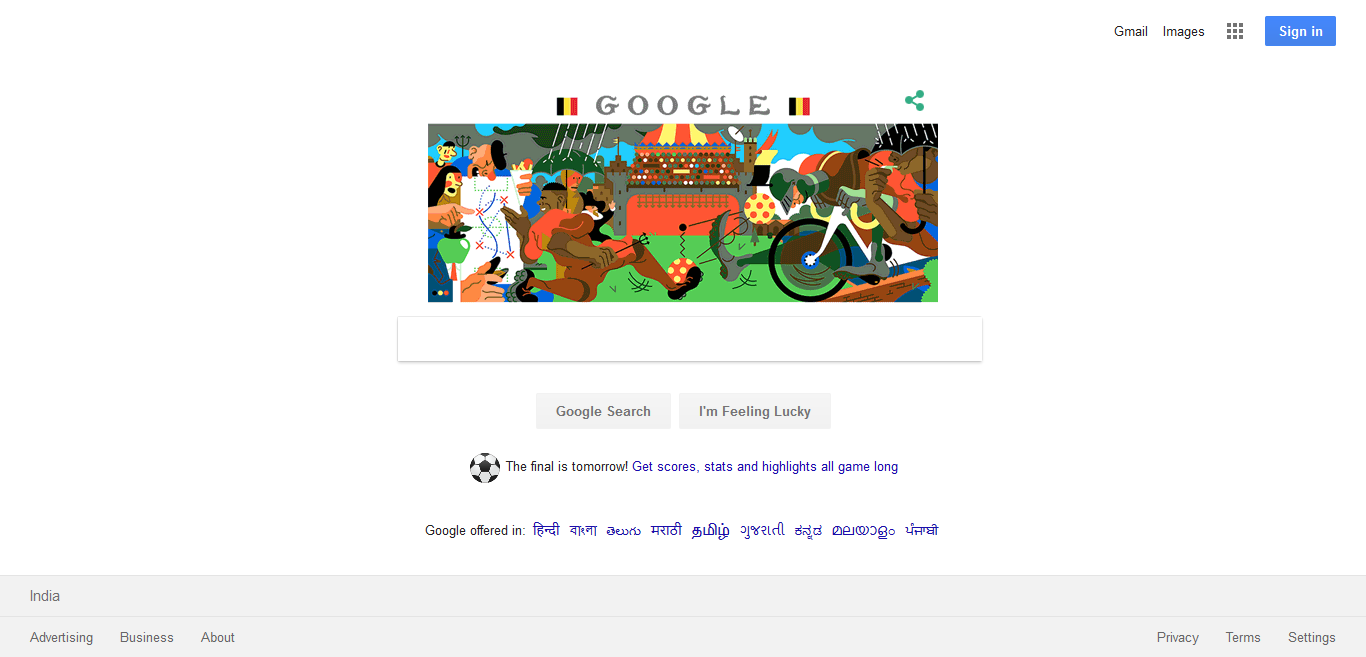 Gmail Images Sign in
GOOGLE
Google Search I'm Feeling Lucky
The final is tomorrow! Get scores, stats and highlights all game long
Google offered in: हिन्दी বাংলা తెలుగు मराठी தமிழ் ગુજરાતી ಕನ್ನಡ മലയാളം ਪੰਜਾਬੀ
India
Advertising Business About Privacy Terms Settings